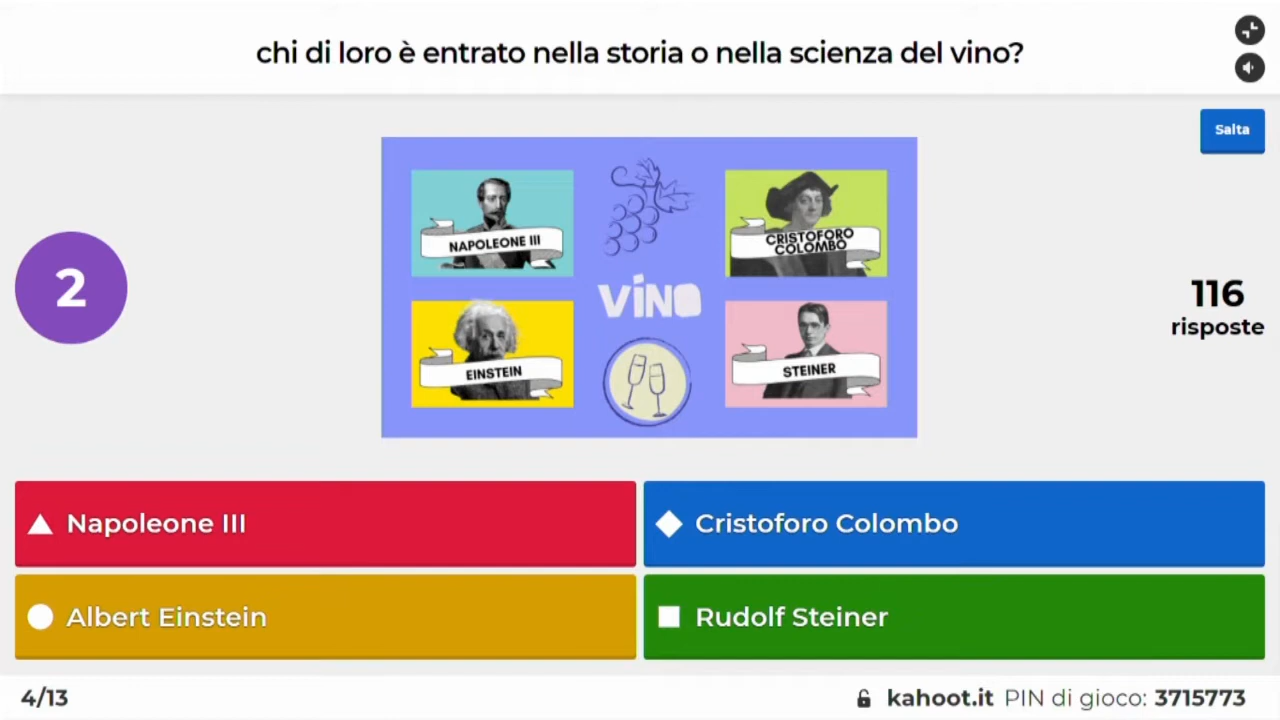 chi di loro è entrato nella storia o nella scienza del vino?
Salta
NAPOLEONE III
CRISTOFORO
COLOMBO
2
VINO
116
risposte
EINSTEIN
STEINER
Napoleone III
Cristoforo Colombo
Albert Einstein
Rudolf Steiner
4/13
kahoot.it PIN di gioco: 3715773